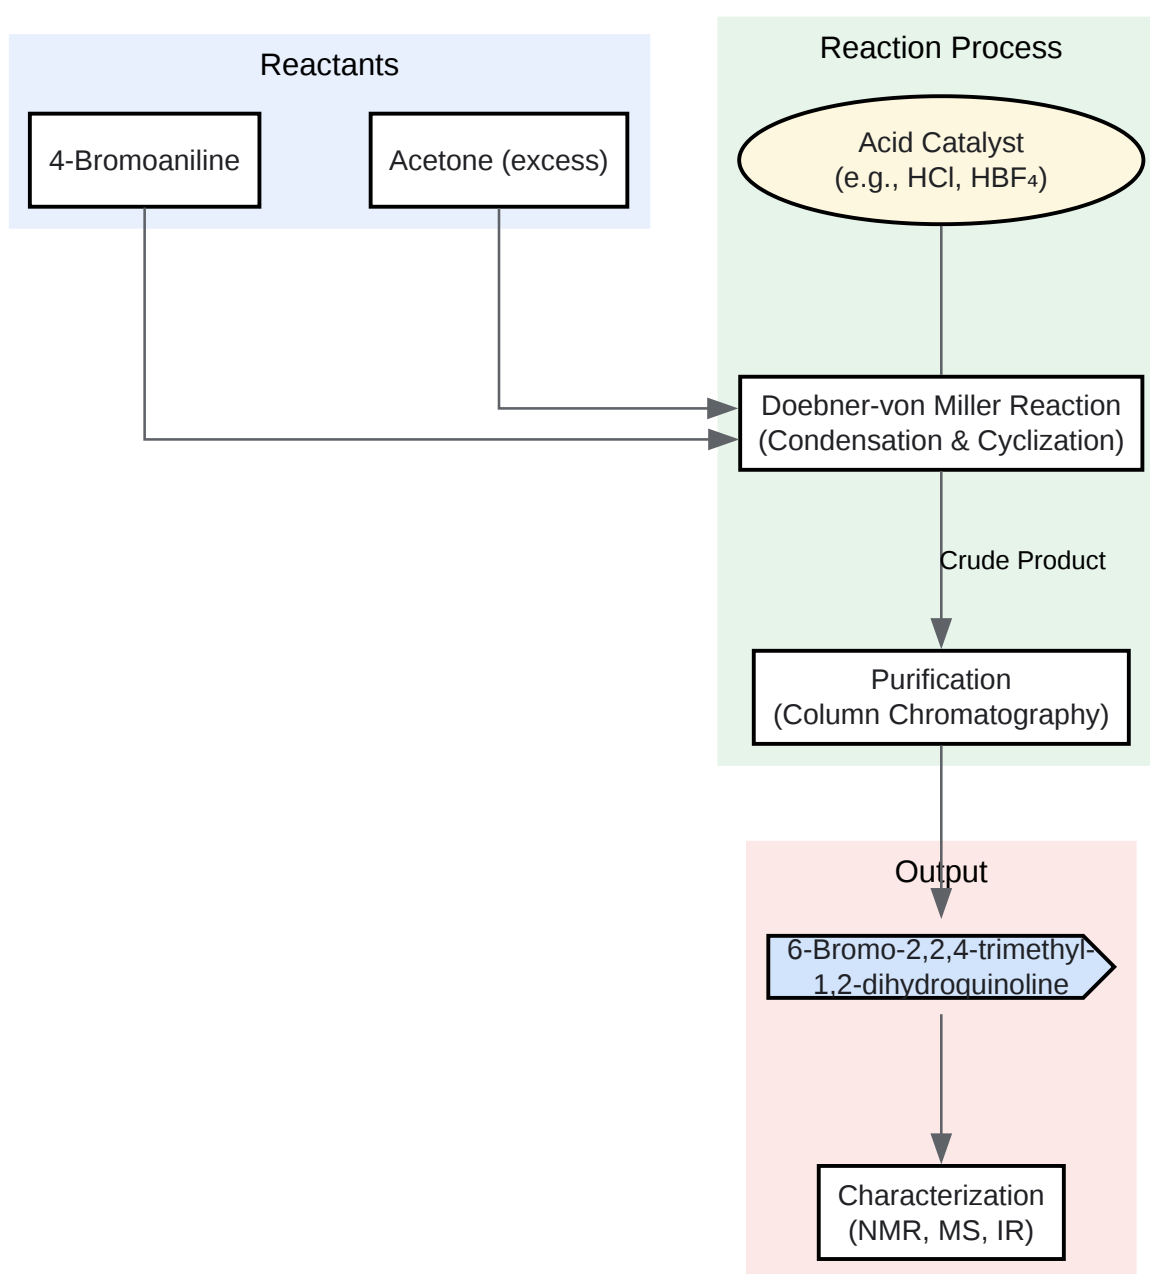 Reactants
4-Bromoaniline
Acetone (excess)
Reaction Process
Acid Catalyst
(e.g., HCl, HBF₄)
Doebner-von Miller Reaction
(Condensation & Cyclization)
Crude Product
Purification
(Column Chromatography)
Output
6-Bromo-2,2,4-trimethyl-
1,2-dihydroquinoline
Characterization
(NMR, MS, IR)